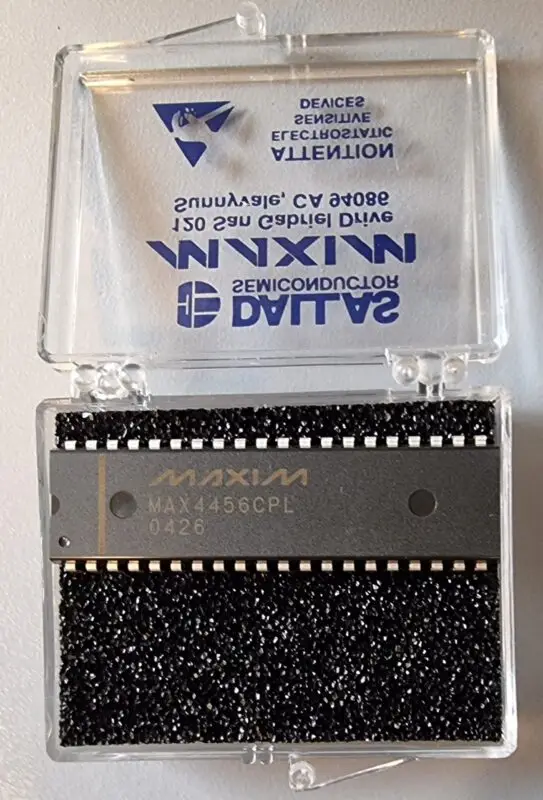 DALLAS
SEMICONDUCTOR
MAXIM
120 San Gabriel Drive
Sunnyvale, CA 94086
ATTENTION
ELECTROSTATIC
SENSITIVE
DEVICES
MAXIM
MAX4456CPL
0426